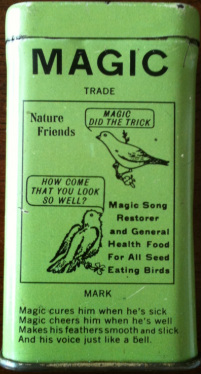 MAGIC
TRADE
Nature
Friends
MAGIC
DID THE TRICK
HOW COME
THAT YOU LOOK
SO WELL?
Magic Song
Restorer
and General
Health Food
For All Seed
Eating Birds
MARK
Magic cures him when he's sick
Magic cheers him when he's well
Makes his feathers smooth and slick
And his voice just like a bell.